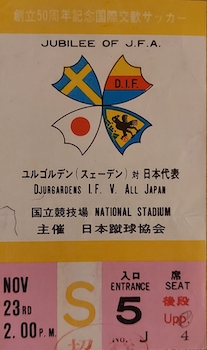 創立50周年記念国際交歓サッカー
JUBILEE OF J.F.A.
D.I.F.
ユルゴルデン(スェーデン) 対 日本代表
DJURGARDENS I.F. V. ALL JAPAN
国立競技場 NATIONAL STADIUM
主催 日本蹴球協会
NOV
23RD
2.00 P.M.
S
入口
ENTRANCE
5
席
SEAT
後段
Upp.
No. J 4